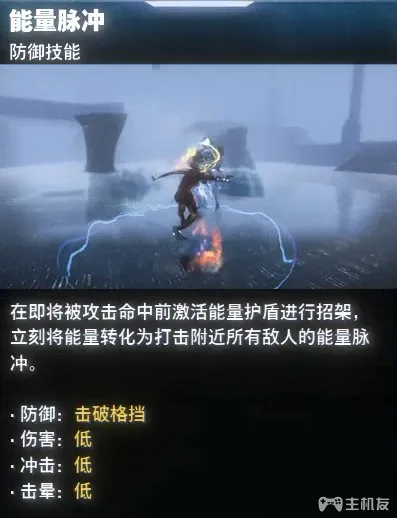 能量脉冲
防御技能
在即将被攻击命中前激活能量护盾进行招架，
立刻将能量转化为打击附近所有敌人的能量脉
冲。
· 防御：击破格挡
· 伤害：低
· 冲击：低
· 击晕：低
主机友